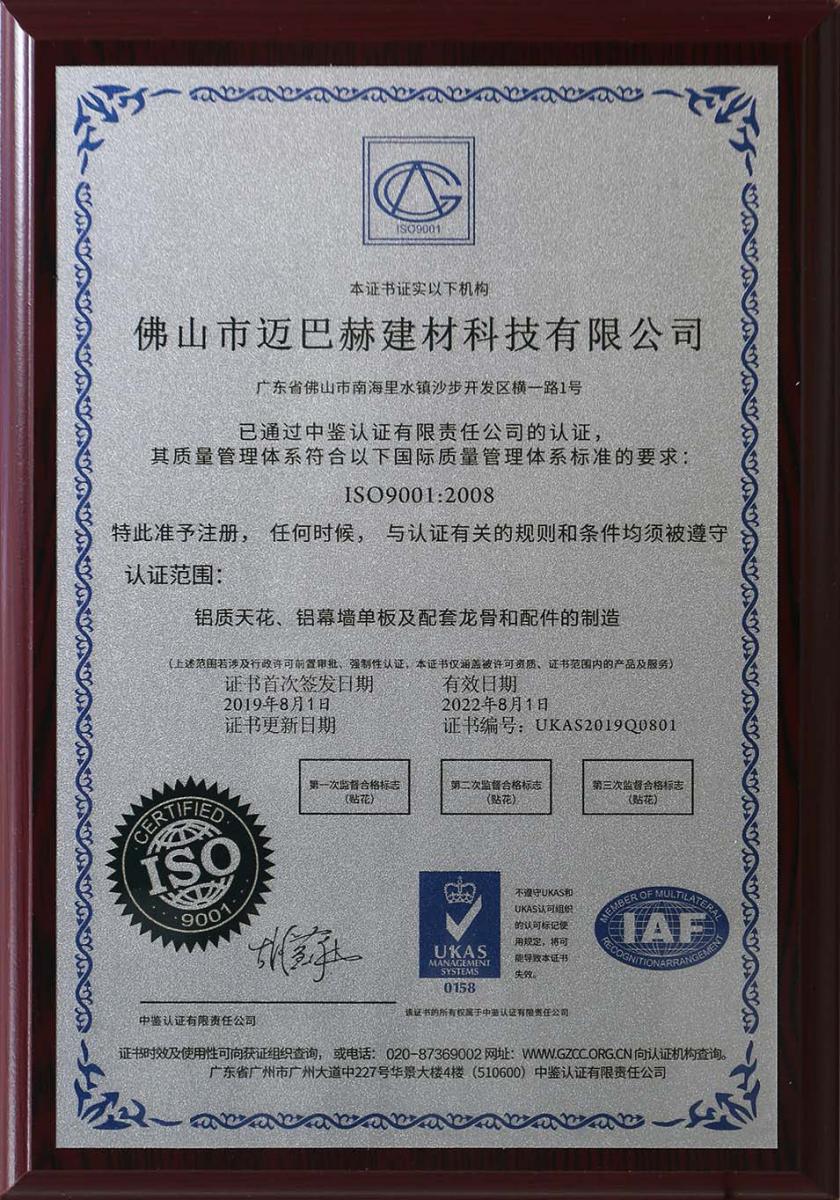 ISO9001
本证书证实以下机构
佛山市迈巴赫建材科技有限公司
广东省佛山市南海里水镇沙步开发区横一路1号
已通过中鉴认证有限责任公司的认证，
其质量管理体系符合以下国际质量管理体系标准的要求：
ISO9001:2008
特此准予注册， 任何时候， 与认证有关的规则和条件均须被遵守
认证范围：
铝质天花、铝幕墙单板及配套龙骨和配件的制造
（上述范围若涉及行政许可前置审批、强制性认证，本证书仅涵盖被许可资质、证书范围内的产品及服务）
证书首次签发日期 有效日期
2019年8月1日 2022年8月1日
证书更新日期 证书编号：UKAS2019Q0801
第一次监督合格标志
（贴花）
第二次监督合格标志
（贴花）
第三次监督合格标志
（贴花）
CERTIFIED
ISO
9001
UKAS
MANAGEMENT
SYSTEMS
0158
不遵守UKAS和
UKAS认可组织
的认可标记使
用规定，将可
能导致本证书
失效。
MEMBER OF MULTILATERAL
IAF
RECOGNITIONARRANGEMENT
该证书的所有权属于中鉴认证有限责任公司
中鉴认证有限责任公司
证书时效及使用性可向获证组织查询， 或电话： 020-87369002 网址：WWW.GZCC.ORG.CN 向认证机构查询。
广东省广州市广州大道中227号华景大楼4楼（510600）中鉴认证有限责任公司